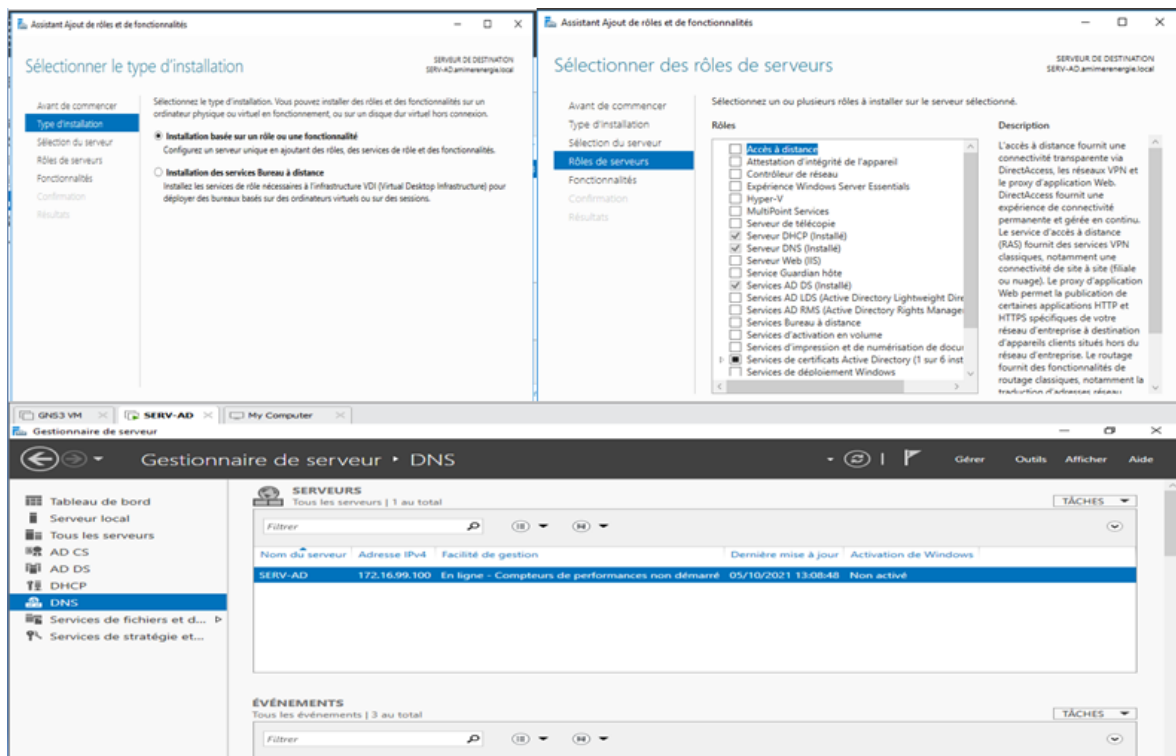 Assistant Ajout de rôles et de fonctionnalités
Sélectionner le type d'installation
SERVEUR DE DESTINATION
SERV-AD.amimerenergie.local
Avant de commencer
Type d'installation
Sélection du serveur
Rôles de serveurs
Fonctionnalités
Confirmation
Résultats
Sélectionnez le type d'installation. Vous pouvez installer des rôles et des fonctionnalités sur un
ordinateur physique ou virtuel en fonctionnement, ou sur un disque dur virtuel hors connexion.
Installation basée sur un rôle ou une fonctionnalité
Configurez un serveur unique en ajoutant des rôles, des services de rôle et des fonctionnalités.
Installation des services Bureau à distance
Installez les services de rôle nécessaires à l'infrastructure VDI (Virtual Desktop Infrastructure) pour
déployer des bureaux basés sur des ordinateurs virtuels ou sur des sessions.
Assistant Ajout de rôles et de fonctionnalités
Sélectionner des rôles de serveurs
SERVEUR DE DESTINATION
SERV-AD.amimerenergie.local
Avant de commencer
Type d'installation
Sélection du serveur
Rôles de serveurs
Fonctionnalités
Confirmation
Résultats
Sélectionnez un ou plusieurs rôles à installer sur le serveur sélectionné.
Rôles
Accès à distance
Attestation d'intégrité de l'appareil
Contrôleur de réseau
Expérience Windows Server Essentials
Hyper-V
MultiPoint Services
Serveur de télécopie
Serveur DHCP (Installé)
Serveur DNS (Installé)
Serveur Web (IIS)
Service Guardian hôte
Services AD DS (Installé)
Services AD LDS (Active Directory Lightweight Dire
Services AD RMS (Active Directory Rights Manage
Services Bureau à distance
Services d'activation en volume
Services d'impression et de numérisation de docu
Services de certificats Active Directory (1 sur 6 inst
Services de déploiement Windows
Description
L'accès à distance fournit une
connectivité transparente via
DirectAccess, les réseaux VPN et
le proxy d'application Web.
DirectAccess fournit une
expérience de connectivité
permanente et gérée en continu.
Le service d'accès à distance
(RAS) fournit des services VPN
classiques, notamment une
connectivité de site à site (filiale
ou nuage). Le proxy d'application
Web permet la publication de
certaines applications HTTP et
HTTPS spécifiques de votre
réseau d'entreprise à destination
d'appareils clients situés hors du
réseau d'entreprise. Le routage
fournit des fonctionnalités de
routage classiques, notamment la
traduction d'adresses réseau
GNS3 VM
SERV-AD
My Computer
Gestionnaire de serveur
Gestionnaire de serveur • DNS
Gérer
Outils
Afficher
Aide
Tableau de bord
Serveur local
Tous les serveurs
AD CS
AD DS
DHCP
DNS
Services de fichiers et d...
Services de stratégie et...
SERVEURS
Tous les serveurs | 1 au total
TÂCHES
Filtrer
Nom du serveur Adresse IPv4 Facilité de gestion Dernière mise à jour Activation de Windows
SERV-AD 172.16.99.100 En ligne - Compteurs de performances non démarré 05/10/2021 13:08:48 Non activé
ÉVÉNEMENTS
Tous les événements | 3 au total
TÂCHES
Filtrer